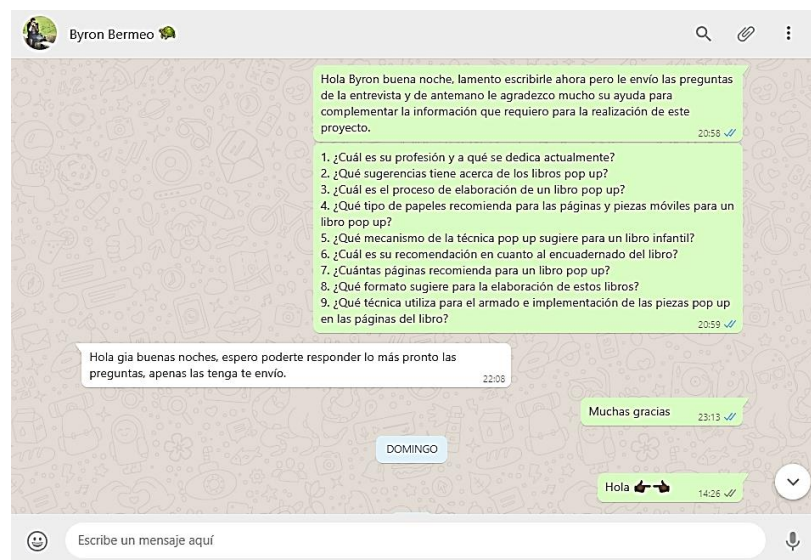 Byron Bermeo
Hola Byron buena noche, lamento escribirle ahora pero le envío las preguntas
de la entrevista y de antemano le agradezco mucho su ayuda para
complementar la información que requiero para la realización de este
proyecto.
20:58
1. ¿Cuál es su profesión y a qué se dedica actualmente?
2. ¿Qué sugerencias tiene acerca de los libros pop up?
3. ¿Cuál es el proceso de elaboración de un libro pop up?
4. ¿Qué tipo de papeles recomienda para las páginas y piezas móviles para un
libro pop up?
5. ¿Qué mecanismo de la técnica pop up sugiere para un libro infantil?
6. ¿Cuál es su recomendación en cuanto al encuadernado del libro?
7. ¿Cuántas páginas recomienda para un libro pop up?
8. ¿Qué formato sugiere para la elaboración de estos libros?
9. ¿Qué técnica utiliza para el armado e implementación de las piezas pop up
en las páginas del libro?
20:59
Hola gia buenas noches, espero poderte responder lo más pronto las
preguntas, apenas las tenga te envío.
22:08
Muchas gracias
23:13
DOMINGO
Hola
14:26
Escribe un mensaje aquí